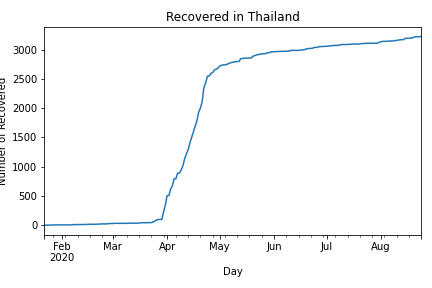 Recovered in Thailand
Number of Recovered
3000
2500
2000
1500
1000
500
0
Feb Mar Apr May Jun Jul Aug
2020
Day